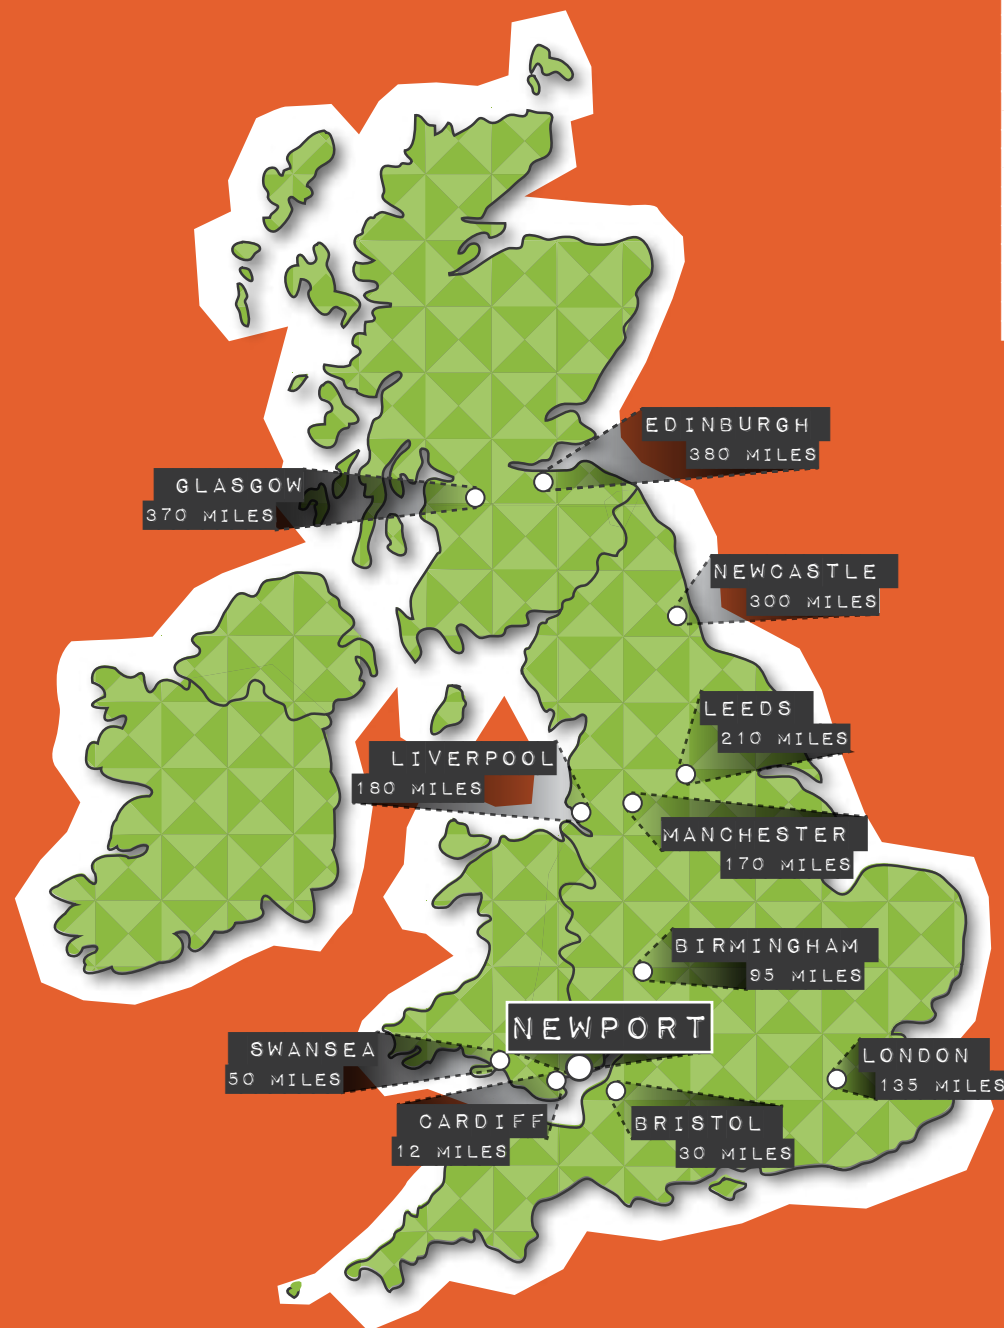 EDINBURGH
380 MILES
GLASGOW
370 MILES
NEWCASTLE
300 MILES
LEEDS
210 MILES
LIVERPOOL
180 MILES
MANCHESTER
170 MILES
BIRMINGHAM
95 MILES
NEWPORT
SWANSEA
50 MILES
LONDON
135 MILES
CARDIFF
12 MILES
BRISTOL
30 MILES